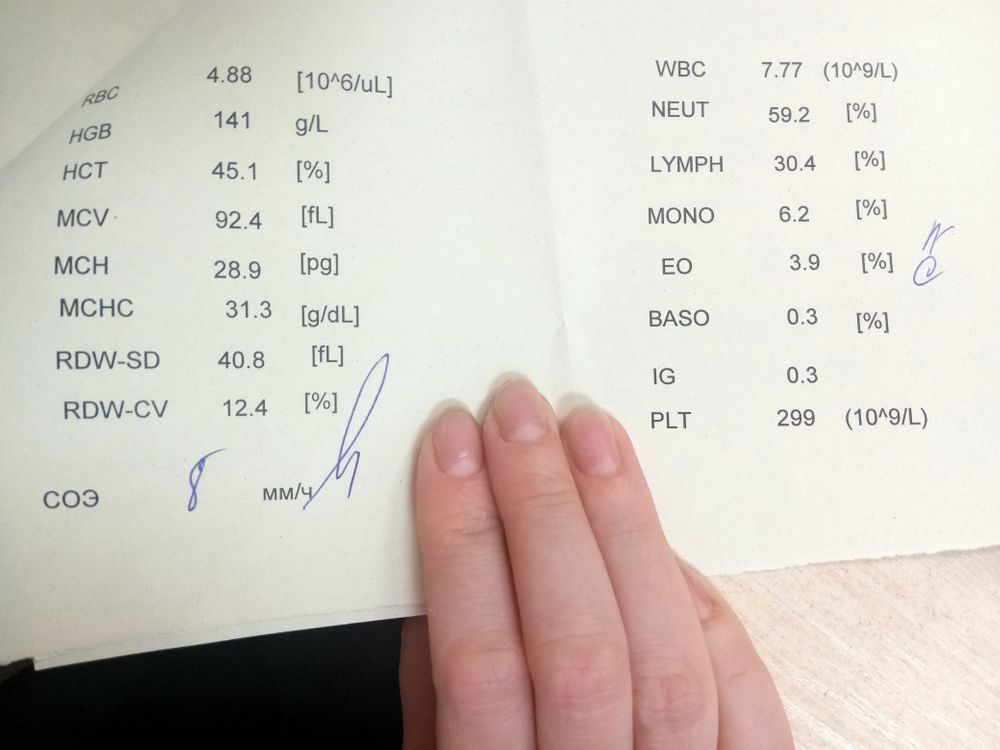 RBC 4.88 [10^6/uL]
HGB 141 g/L
HCT 45.1 [%]
MCV 92.4 [fL]
MCH 28.9 [pg]
MCHC 31.3 [g/dL]
RDW-SD 40.8 [fL]
RDW-CV 12.4 [%]
СОЭ 8 мм/ч
WBC 7.77 (10^9/L)
NEUT 59.2 [%]
LYMPH 30.4 [%]
MONO 6.2 [%]
EO 3.9 [%]
BASO 0.3 [%]
IG 0.3
PLT 299 (10^9/L)